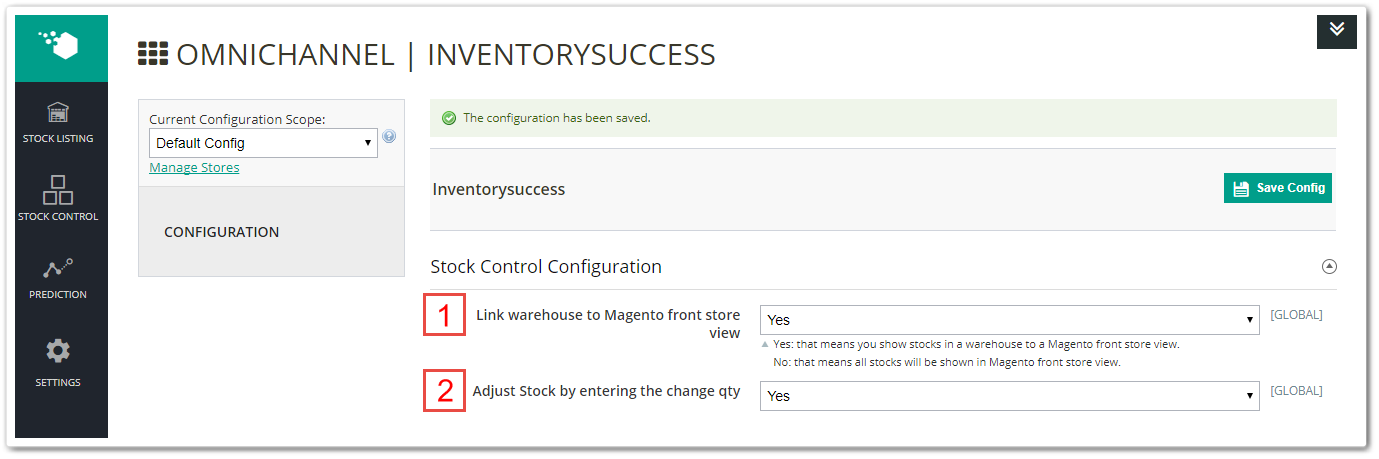 OMNICHANNEL | INVENTORYSUCCESS
STOCK LISTING
STOCK CONTROL
PREDICTION
SETTINGS
Current Configuration Scope:
Default Config
?
Manage Stores
CONFIGURATION
The configuration has been saved.
Inventorysuccess
Save Config
Stock Control Configuration
1
Link warehouse to Magento front store
view
Yes
[GLOBAL]
Yes: that means you show stocks in a warehouse to a Magento front store view.
No: that means all stocks will be shown in Magento front store view.
2
Adjust Stock by entering the change qty
Yes
[GLOBAL]